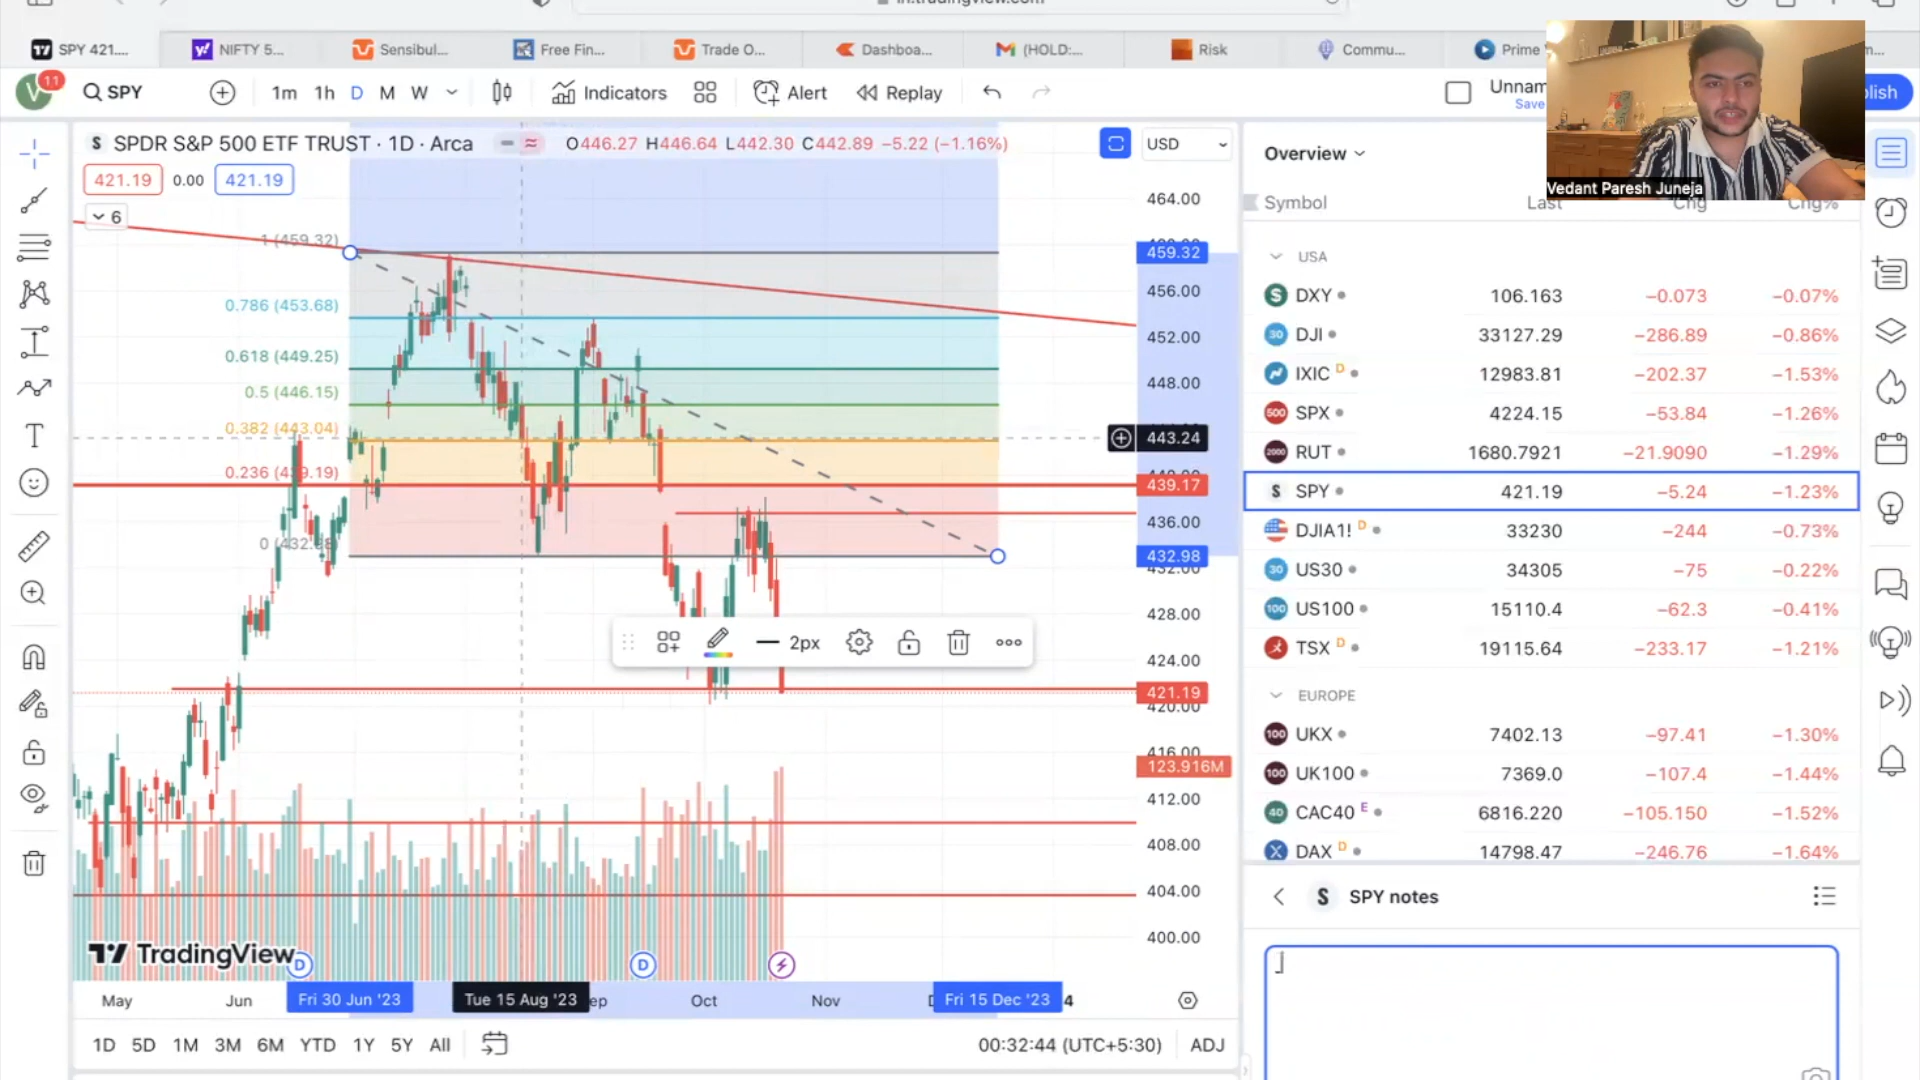 in.tradingview.com
SPY 421....
NIFTY 5...
Sensibul...
Free Fin...
Trade O...
Dashboa...
(HOLD:...
Risk
Commu...
Prime
V
11
SPY
1m 1h D M W
Indicators
Alert
Replay
Unnam
Save
lish
SPDR S&P 500 ETF TRUST · 1D · Arca
O446.27 H446.64 L442.30 C442.89 −5.22 (−1.16%)
USD
421.19 0.00 421.19
6
1 (459.32)
0.786 (453.68)
0.618 (449.25)
0.5 (446.15)
0.382 (443.04)
0.236 (439.19)
0 (432.98)
464.00
459.32
456.00
452.00
448.00
443.24
439.17
436.00
432.98
432.00
428.00
424.00
421.19
420.00
416.00
123.916M
412.00
408.00
404.00
400.00
2px
TradingView
D
D
May
Jun
Fri 30 Jun '23
Tue 15 Aug '23
ep
Oct
Nov
Fri 15 Dec '23
4
1D 5D 1M 3M 6M YTD 1Y 5Y All
00:32:44 (UTC+5:30)
ADJ
Vedant Paresh Juneja
Overview
Symbol Last Chg Chg%
USA
DXY 106.163 −0.073 −0.07%
DJI 33127.29 −286.89 −0.86%
IXIC D 12983.81 −202.37 −1.53%
SPX 4224.15 −53.84 −1.26%
RUT 1680.7921 −21.9090 −1.29%
SPY 421.19 −5.24 −1.23%
DJIA1! D 33230 −244 −0.73%
US30 34305 −75 −0.22%
US100 15110.4 −62.3 −0.41%
TSX D 19115.64 −233.17 −1.21%
EUROPE
UKX 7402.13 −97.41 −1.30%
UK100 7369.0 −107.4 −1.44%
CAC40 E 6816.220 −105.150 −1.52%
DAX D 14798.47 −246.76 −1.64%
SPY notes